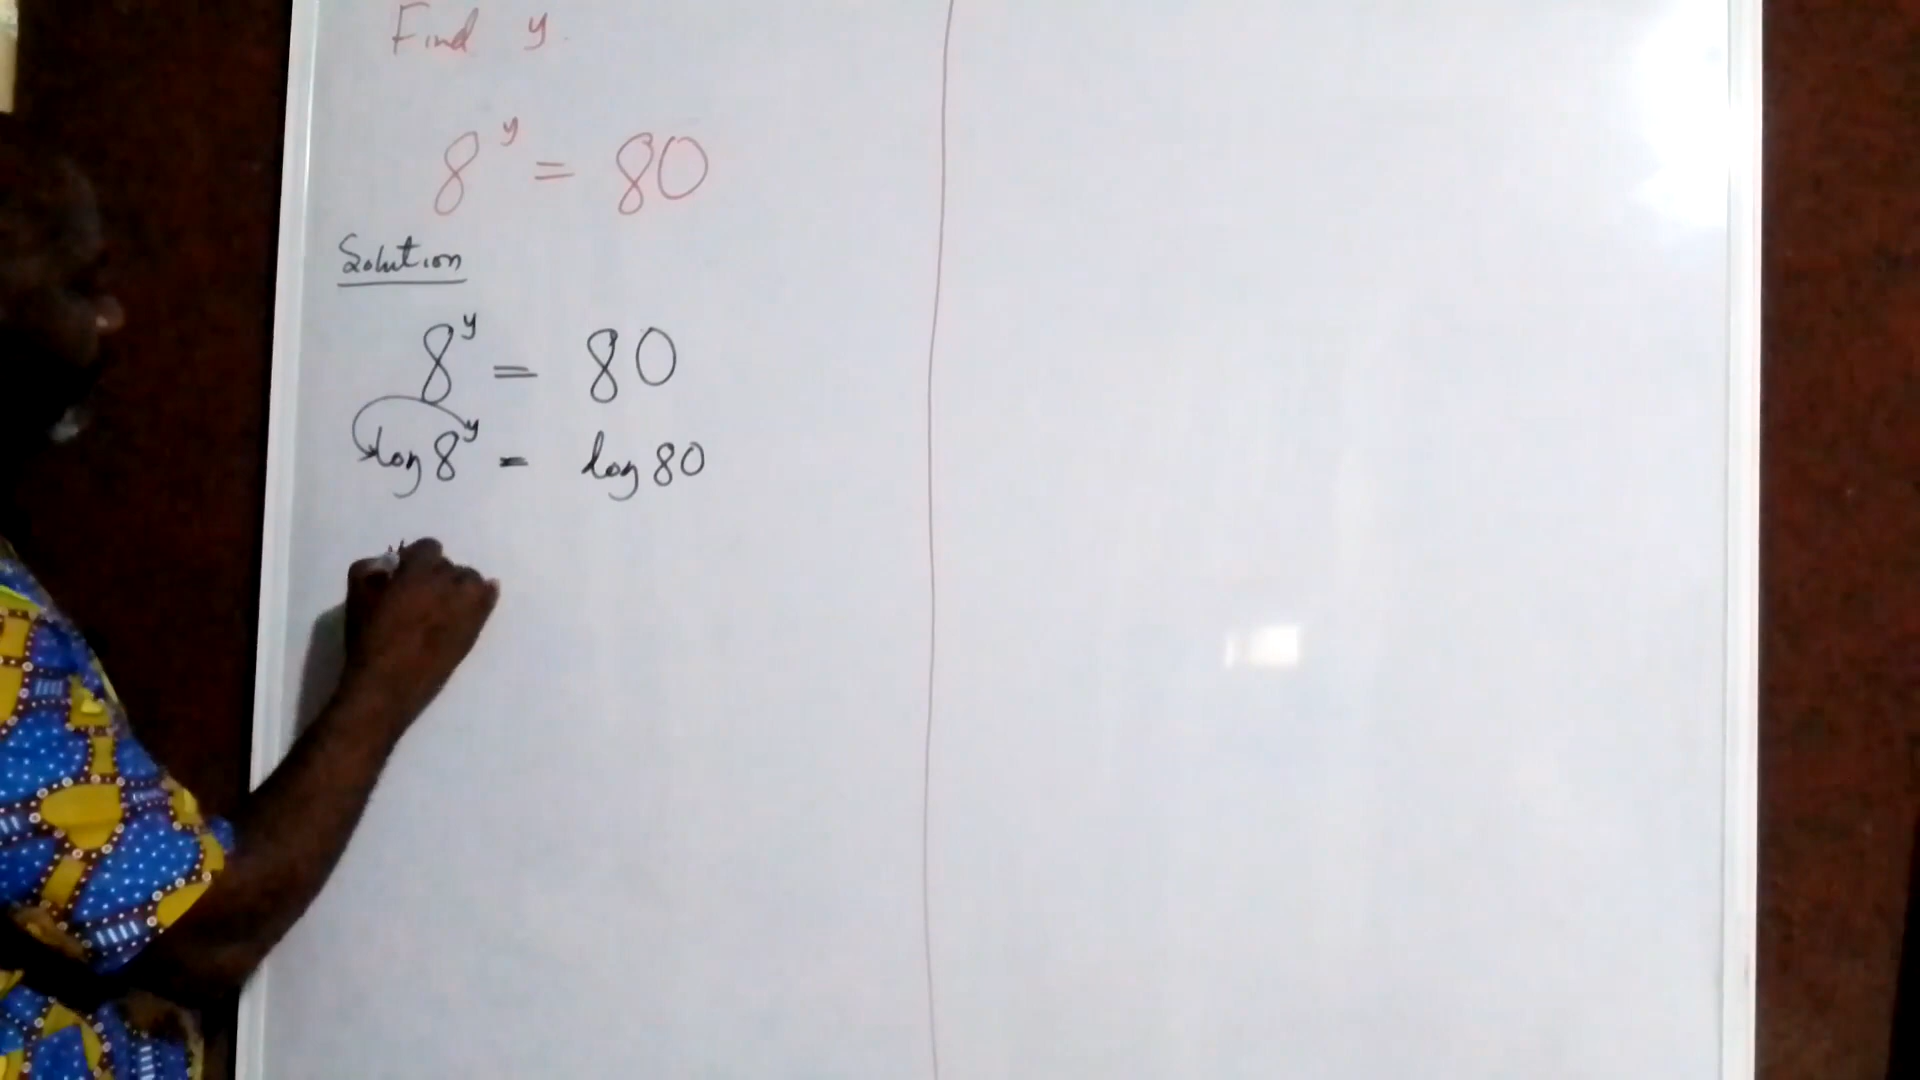 Find y.
8^y = 80
Solution
8^y = 80
log 8^y = log 80